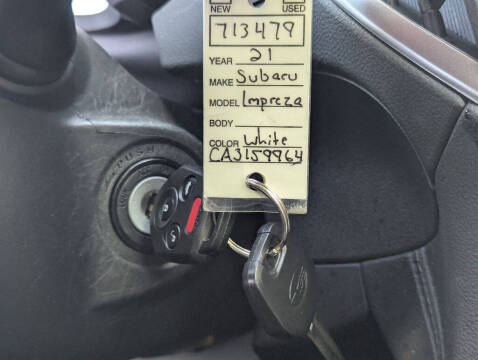 NEW USED
713479
YEAR 21
MAKE Subaru
MODEL Impreza
BODY
COLOR White
CA3159964
PUSH